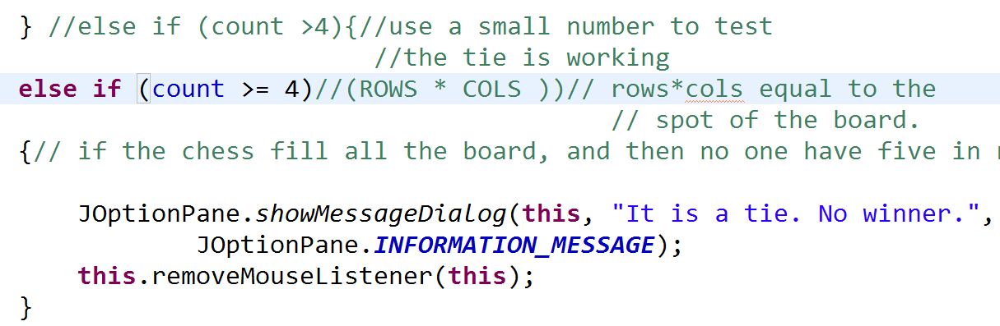 } //else if (count >4){//use a small number to test
//the tie is working
else if (count >= 4)//(ROWS * COLS ))// rows*cols equal to the
// spot of the board.
{// if the chess fill all the board, and then no one have five in
JOptionPane.showMessageDialog(this, "It is a tie. No winner.",
JOptionPane.INFORMATION_MESSAGE);
this.removeMouseListener(this);
}